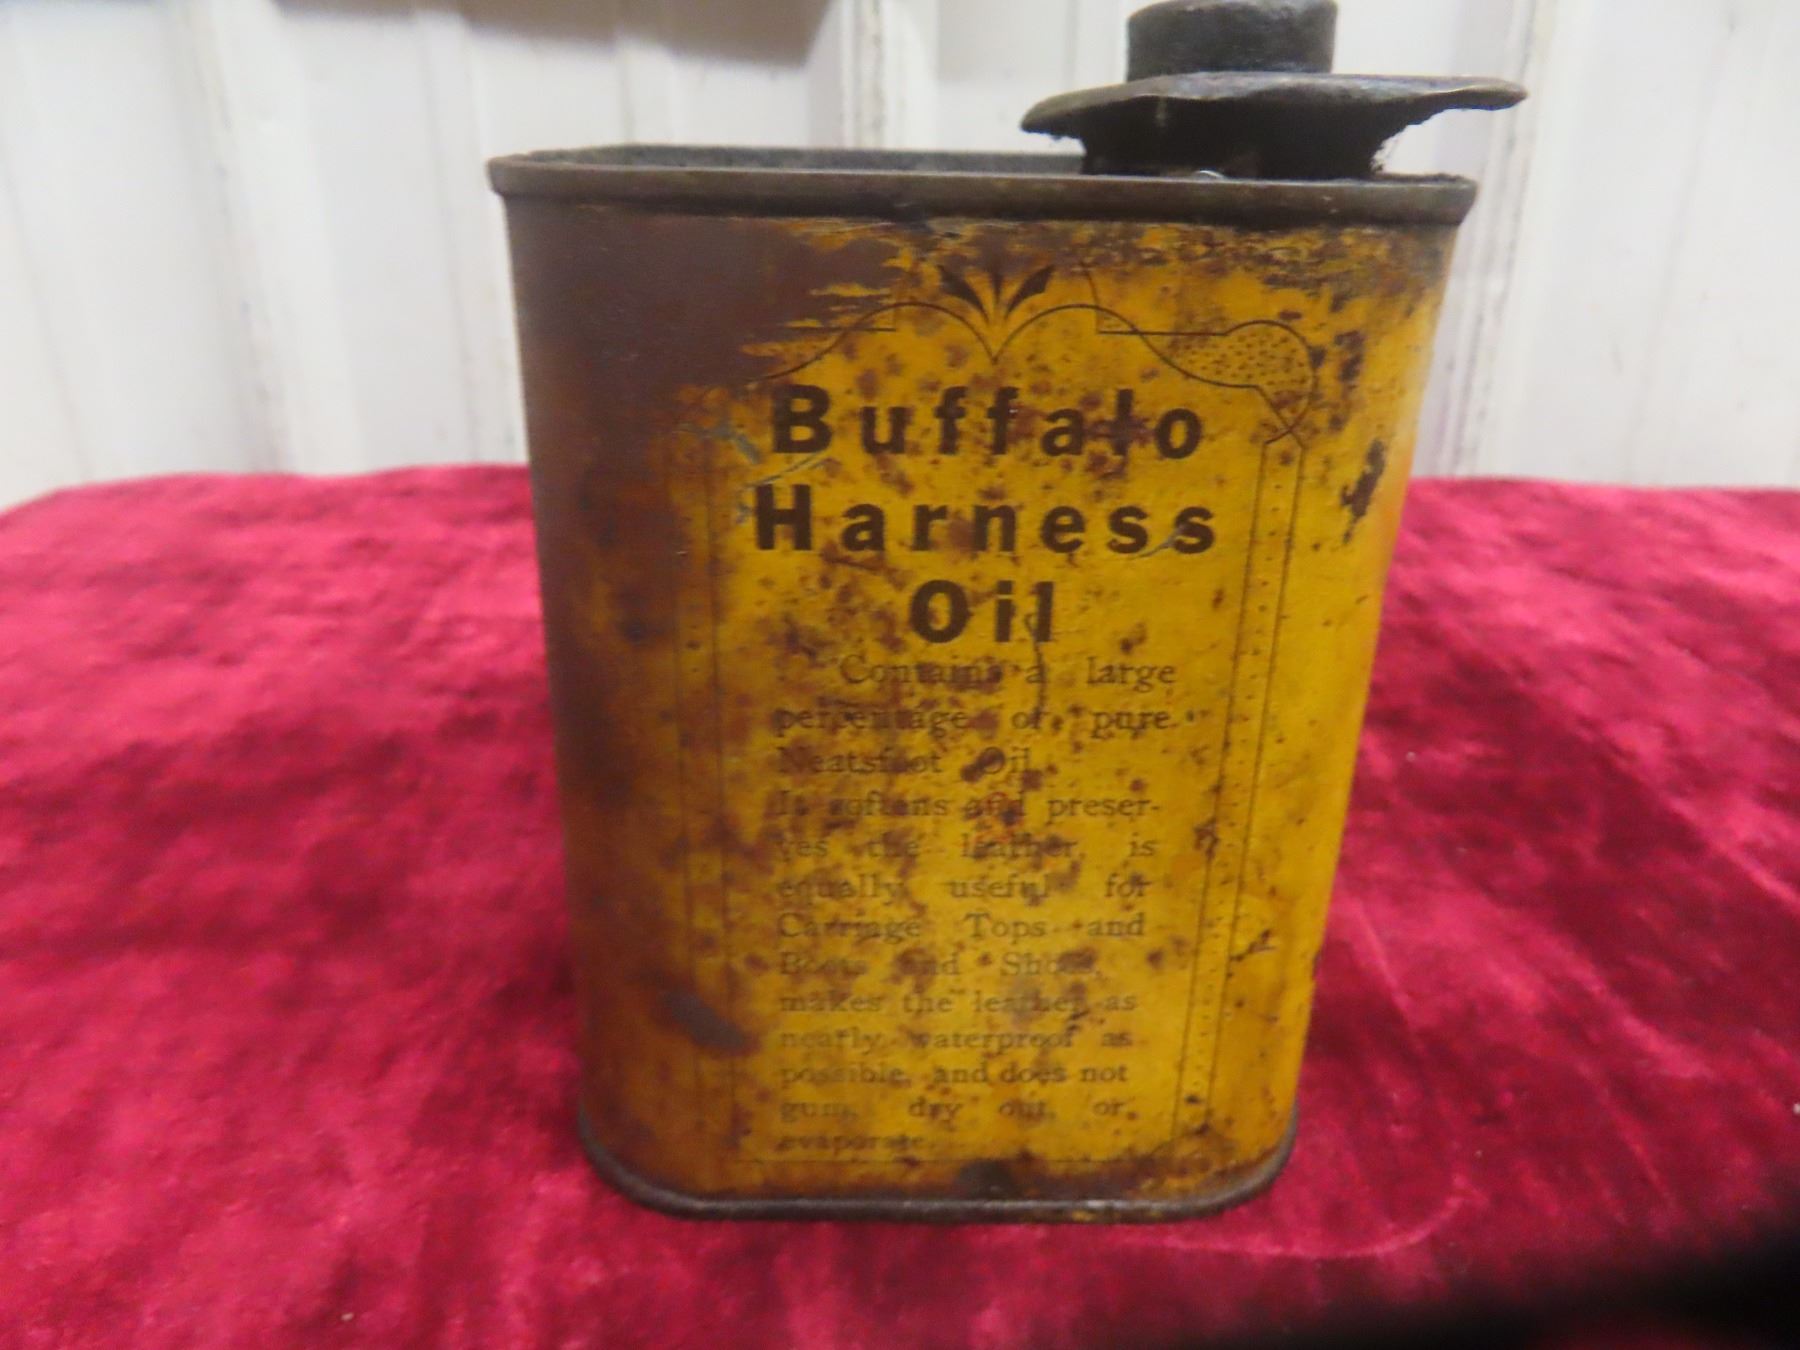 Buffalo
Harness
Oil
Contains a large
percentage of pure
Neatsfoot Oil
It softens and preser-
ves the leather is
equally useful for
Carriage Tops and
Boots and Shoes,
makes the leather as
nearly waterproof as
possible, and does not
gum, dry out, or
evaporate.